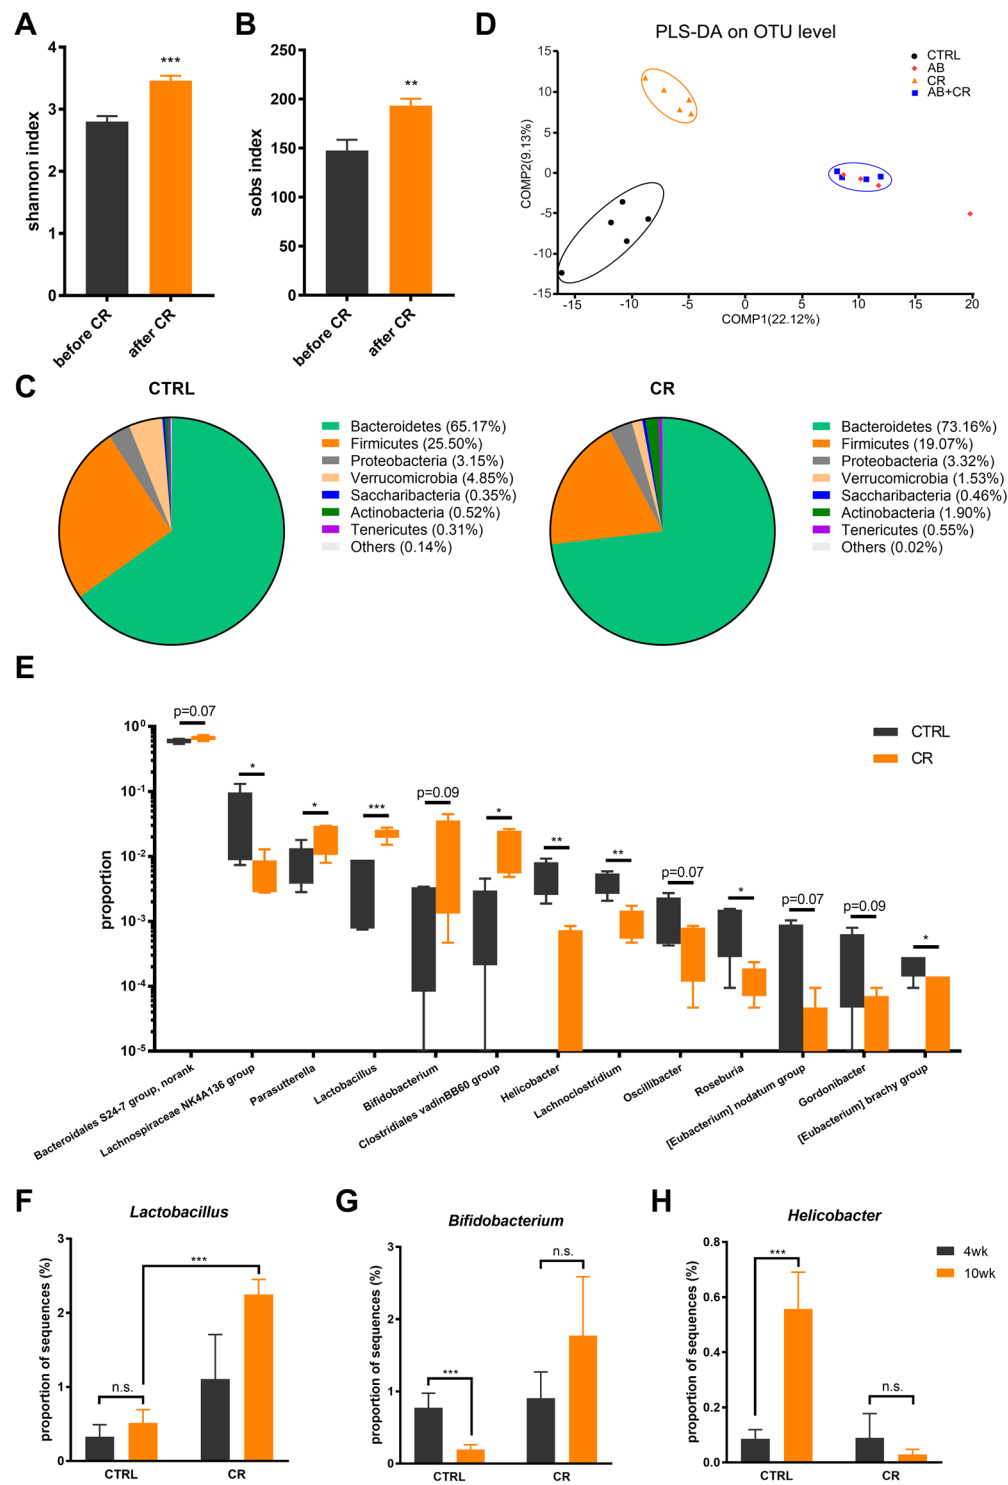 A
4
3
2
1
0
shannon index
***
before CR
after CR
B
250
200
150
100
50
0
sobs index
**
before CR
after CR
D
PLS-DA on OTU level
15
10
5
0
-5
-10
-15
COMP2(9.13%)
-15
-10
-5
0
5
10
15
20
COMP1(22.12%)
CTRL
AB
CR
AB+CR
C
CTRL
Bacteroidetes (65.17%)
Firmicutes (25.50%)
Proteobacteria (3.15%)
Verrucomicrobia (4.85%)
Saccharibacteria (0.35%)
Actinobacteria (0.52%)
Tenericutes (0.31%)
Others (0.14%)
CR
Bacteroidetes (73.16%)
Firmicutes (19.07%)
Proteobacteria (3.32%)
Verrucomicrobia (1.53%)
Saccharibacteria (0.46%)
Actinobacteria (1.90%)
Tenericutes (0.55%)
Others (0.02%)
E
proportion
10⁰
10⁻¹
10⁻²
10⁻³
10⁻⁴
10⁻⁵
p=0.07
*
*
***
p=0.09
*
**
**
p=0.07
*
p=0.07
p=0.09
*
CTRL
CR
Bacteroidales S24-7 group, norank
Lachnospiraceae NK4A136 group
Parasutterella
Lactobacillus
Bifidobacterium
Clostridiales vadinBB60 group
Helicobacter
Lachnoclostridium
Oscillibacter
Roseburia
[Eubacterium] nodatum group
Gordonibacter
[Eubacterium] brachy group
F
Lactobacillus
proportion of sequences (%)
3
2
1
0
n.s.
***
CTRL
CR
G
Bifidobacterium
proportion of sequences (%)
3
2
1
0
***
n.s.
CTRL
CR
H
Helicobacter
proportion of sequences (%)
0.8
0.6
0.4
0.2
0.0
***
n.s.
CTRL
CR
4wk
10wk